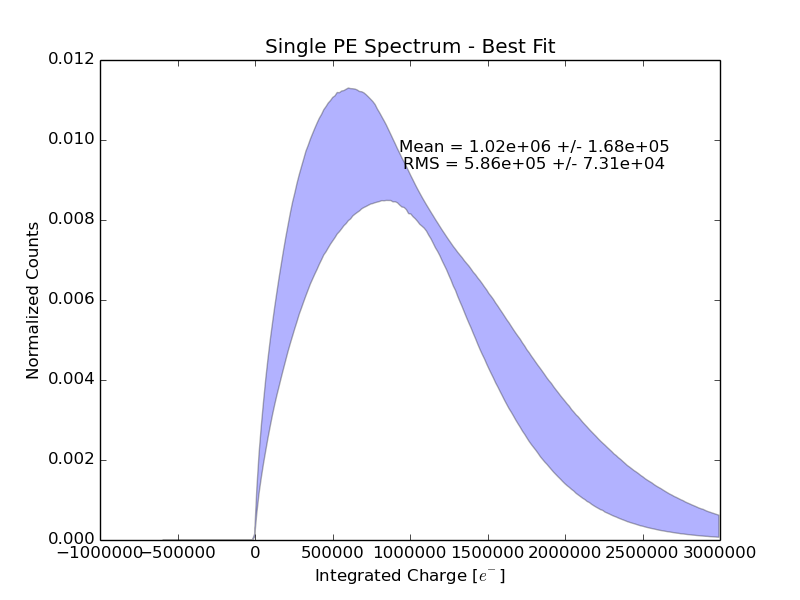 Single PE Spectrum - Best Fit
0.012
0.010
0.008
0.006
0.004
0.002
0.000
Normalized Counts
Mean = 1.02e+06 +/- 1.68e+05
RMS = 5.86e+05 +/- 7.31e+04
−1000000 −500000 0 500000 1000000 1500000 2000000 2500000 3000000
Integrated Charge [e⁻]